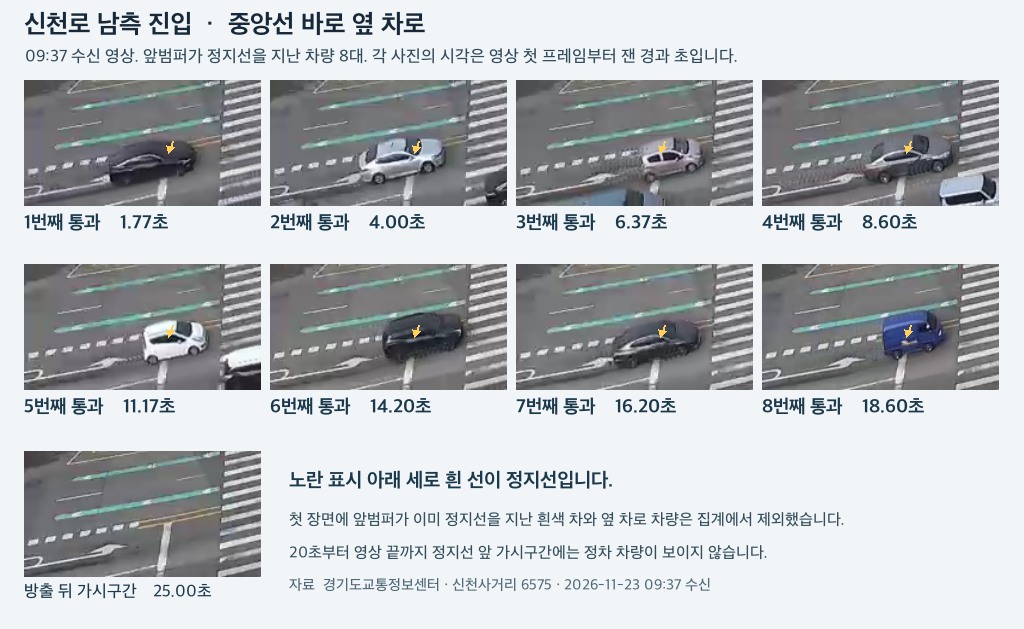 신천로 남측 진입 · 중앙선 바로 옆 차로
09:37 수신 영상. 앞범퍼가 정지선을 지난 차량 8대. 각 사진의 시각은 영상 첫 프레임부터 잰 경과 초입니다.
1번째 통과 1.77초
2번째 통과 4.00초
3번째 통과 6.37초
4번째 통과 8.60초
5번째 통과 11.17초
6번째 통과 14.20초
7번째 통과 16.20초
8번째 통과 18.60초
노란 표시 아래 세로 흰 선이 정지선입니다.
첫 장면에 앞범퍼가 이미 정지선을 지난 흰색 차와 옆 차로 차량은 집계에서 제외했습니다.
20초부터 영상 끝까지 정지선 앞 가시구간에는 정차 차량이 보이지 않습니다.
자료 경기도교통정보센터 · 신천사거리 6575 · 2026-11-23 09:37 수신
방출 뒤 가시구간 25.00초